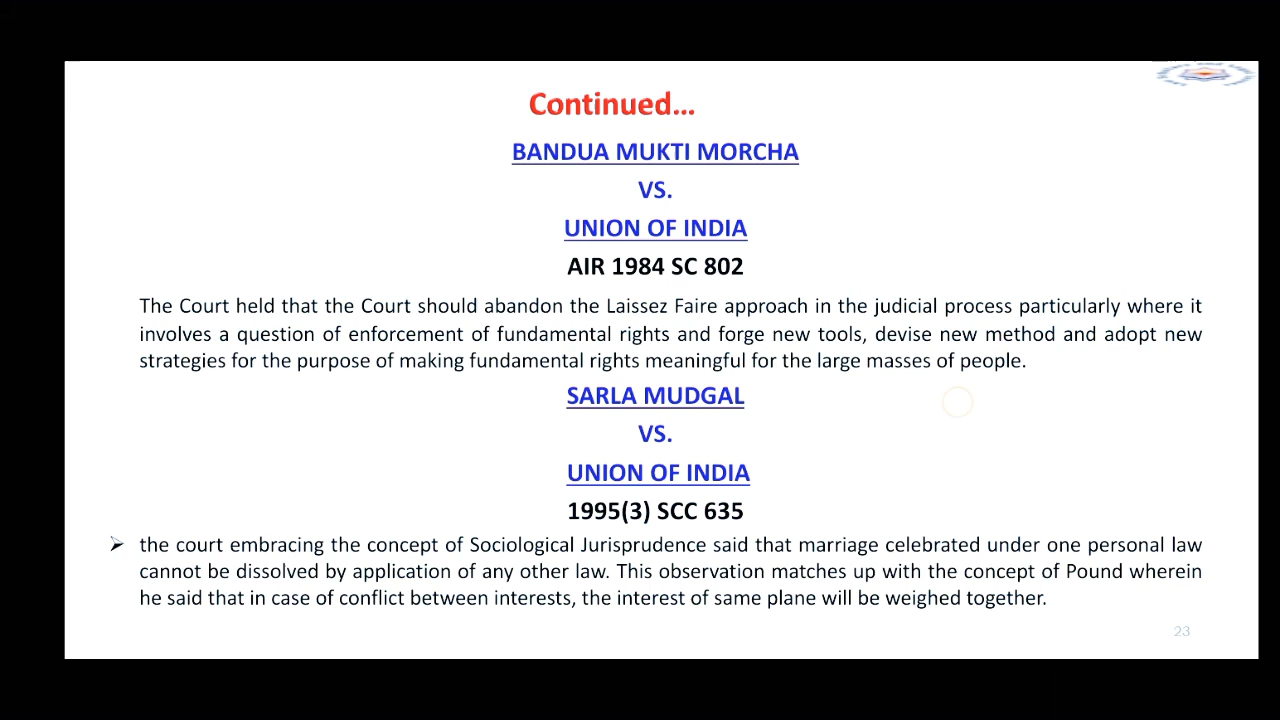 Continued...
BANDUA MUKTI MORCHA
VS.
UNION OF INDIA
AIR 1984 SC 802
The Court held that the Court should abandon the Laissez Faire approach in the judicial process particularly where it
involves a question of enforcement of fundamental rights and forge new tools, devise new method and adopt new
strategies for the purpose of making fundamental rights meaningful for the large masses of people.
SARLA MUDGAL
VS.
UNION OF INDIA
1995(3) SCC 635
➢ the court embracing the concept of Sociological Jurisprudence said that marriage celebrated under one personal law
cannot be dissolved by application of any other law. This observation matches up with the concept of Pound wherein
he said that in case of conflict between interests, the interest of same plane will be weighed together.
23